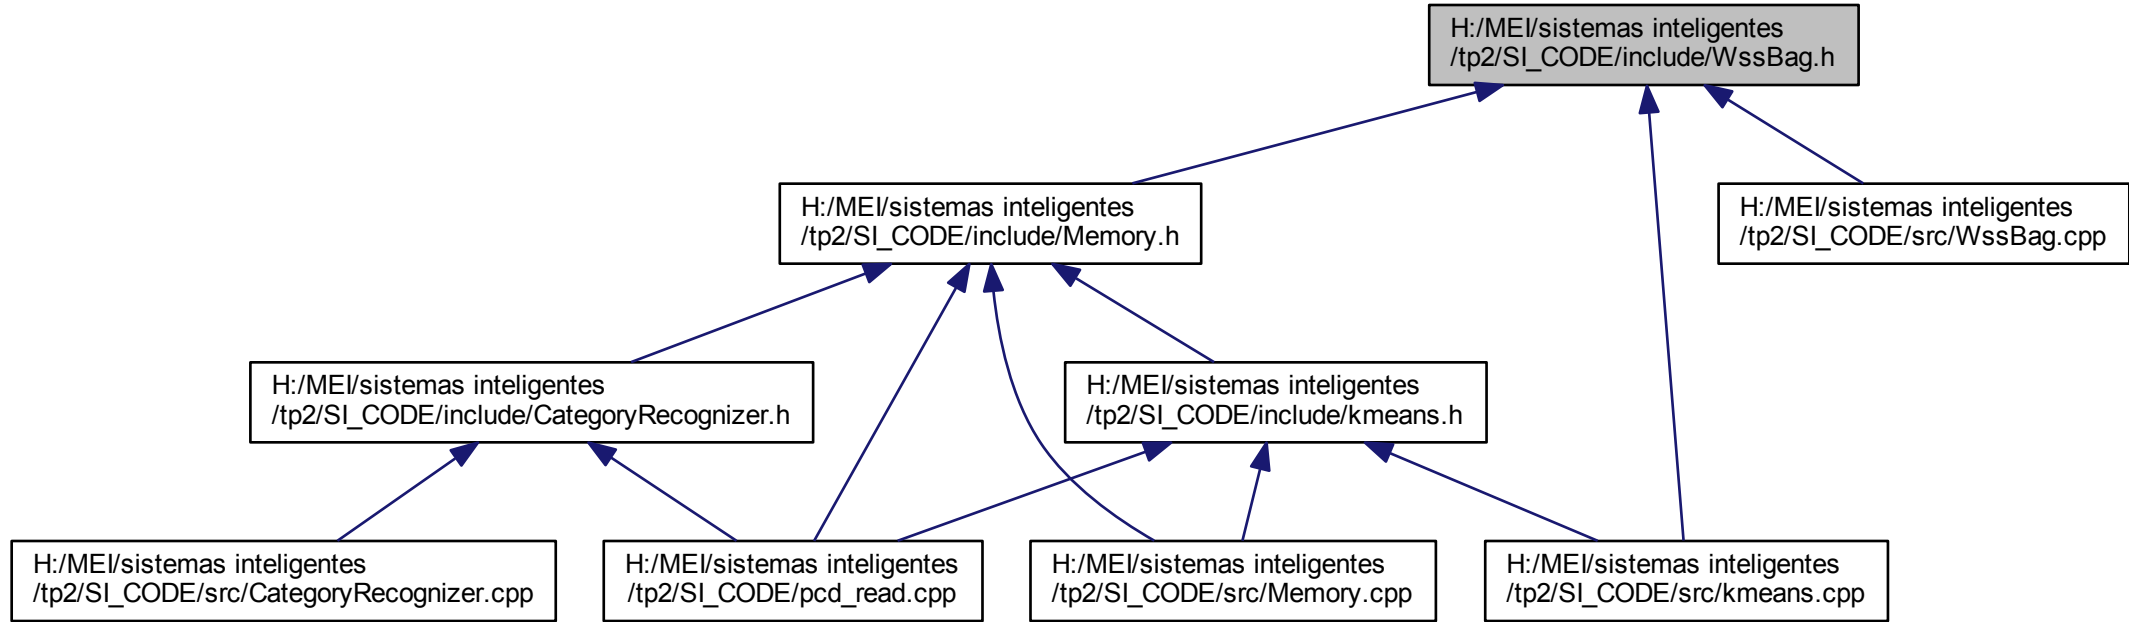 H:/MEI/sistemas inteligentes
/tp2/SI_CODE/include/WssBag.h
H:/MEI/sistemas inteligentes
/tp2/SI_CODE/include/Memory.h
H:/MEI/sistemas inteligentes
/tp2/SI_CODE/src/WssBag.cpp
H:/MEI/sistemas inteligentes
/tp2/SI_CODE/include/CategoryRecognizer.h
H:/MEI/sistemas inteligentes
/tp2/SI_CODE/include/kmeans.h
H:/MEI/sistemas inteligentes
/tp2/SI_CODE/src/CategoryRecognizer.cpp
H:/MEI/sistemas inteligentes
/tp2/SI_CODE/pcd_read.cpp
H:/MEI/sistemas inteligentes
/tp2/SI_CODE/src/Memory.cpp
H:/MEI/sistemas inteligentes
/tp2/SI_CODE/src/kmeans.cpp